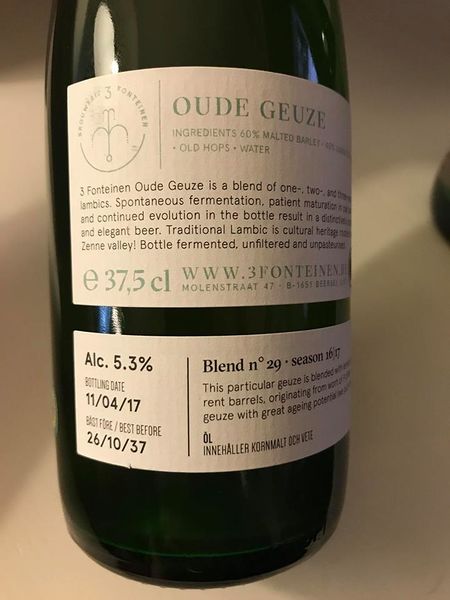 BROUWERIJ 3 FONTEINEN
OUDE GEUZE
INGREDIENTS 60% MALTED BARLEY · 40%
· OLD HOPS · WATER
3 Fonteinen Oude Geuze is a blend of one-, two-, and
lambics. Spontaneous fermentation, patient maturation in
and continued evolution in the bottle result in a
and elegant beer. Traditional Lambic is cultural heritage
Zenne valley! Bottle fermented, unfiltered and unpasteurised.
e 37,5 cl WWW.3FONTEINEN.
MOLENSTRAAT 47 · B-1651
Alc. 5.3%
BOTTLING DATE
11/04/17
BÄST FÖRE / BEST BEFORE
26/10/37
Blend n° 29 · season 16/17
This particular geuze is blended with
rent barrels, originating from wort
geuze with great ageing potential
ÖL
INNEHÅLLER KORNMALT OCH VETE